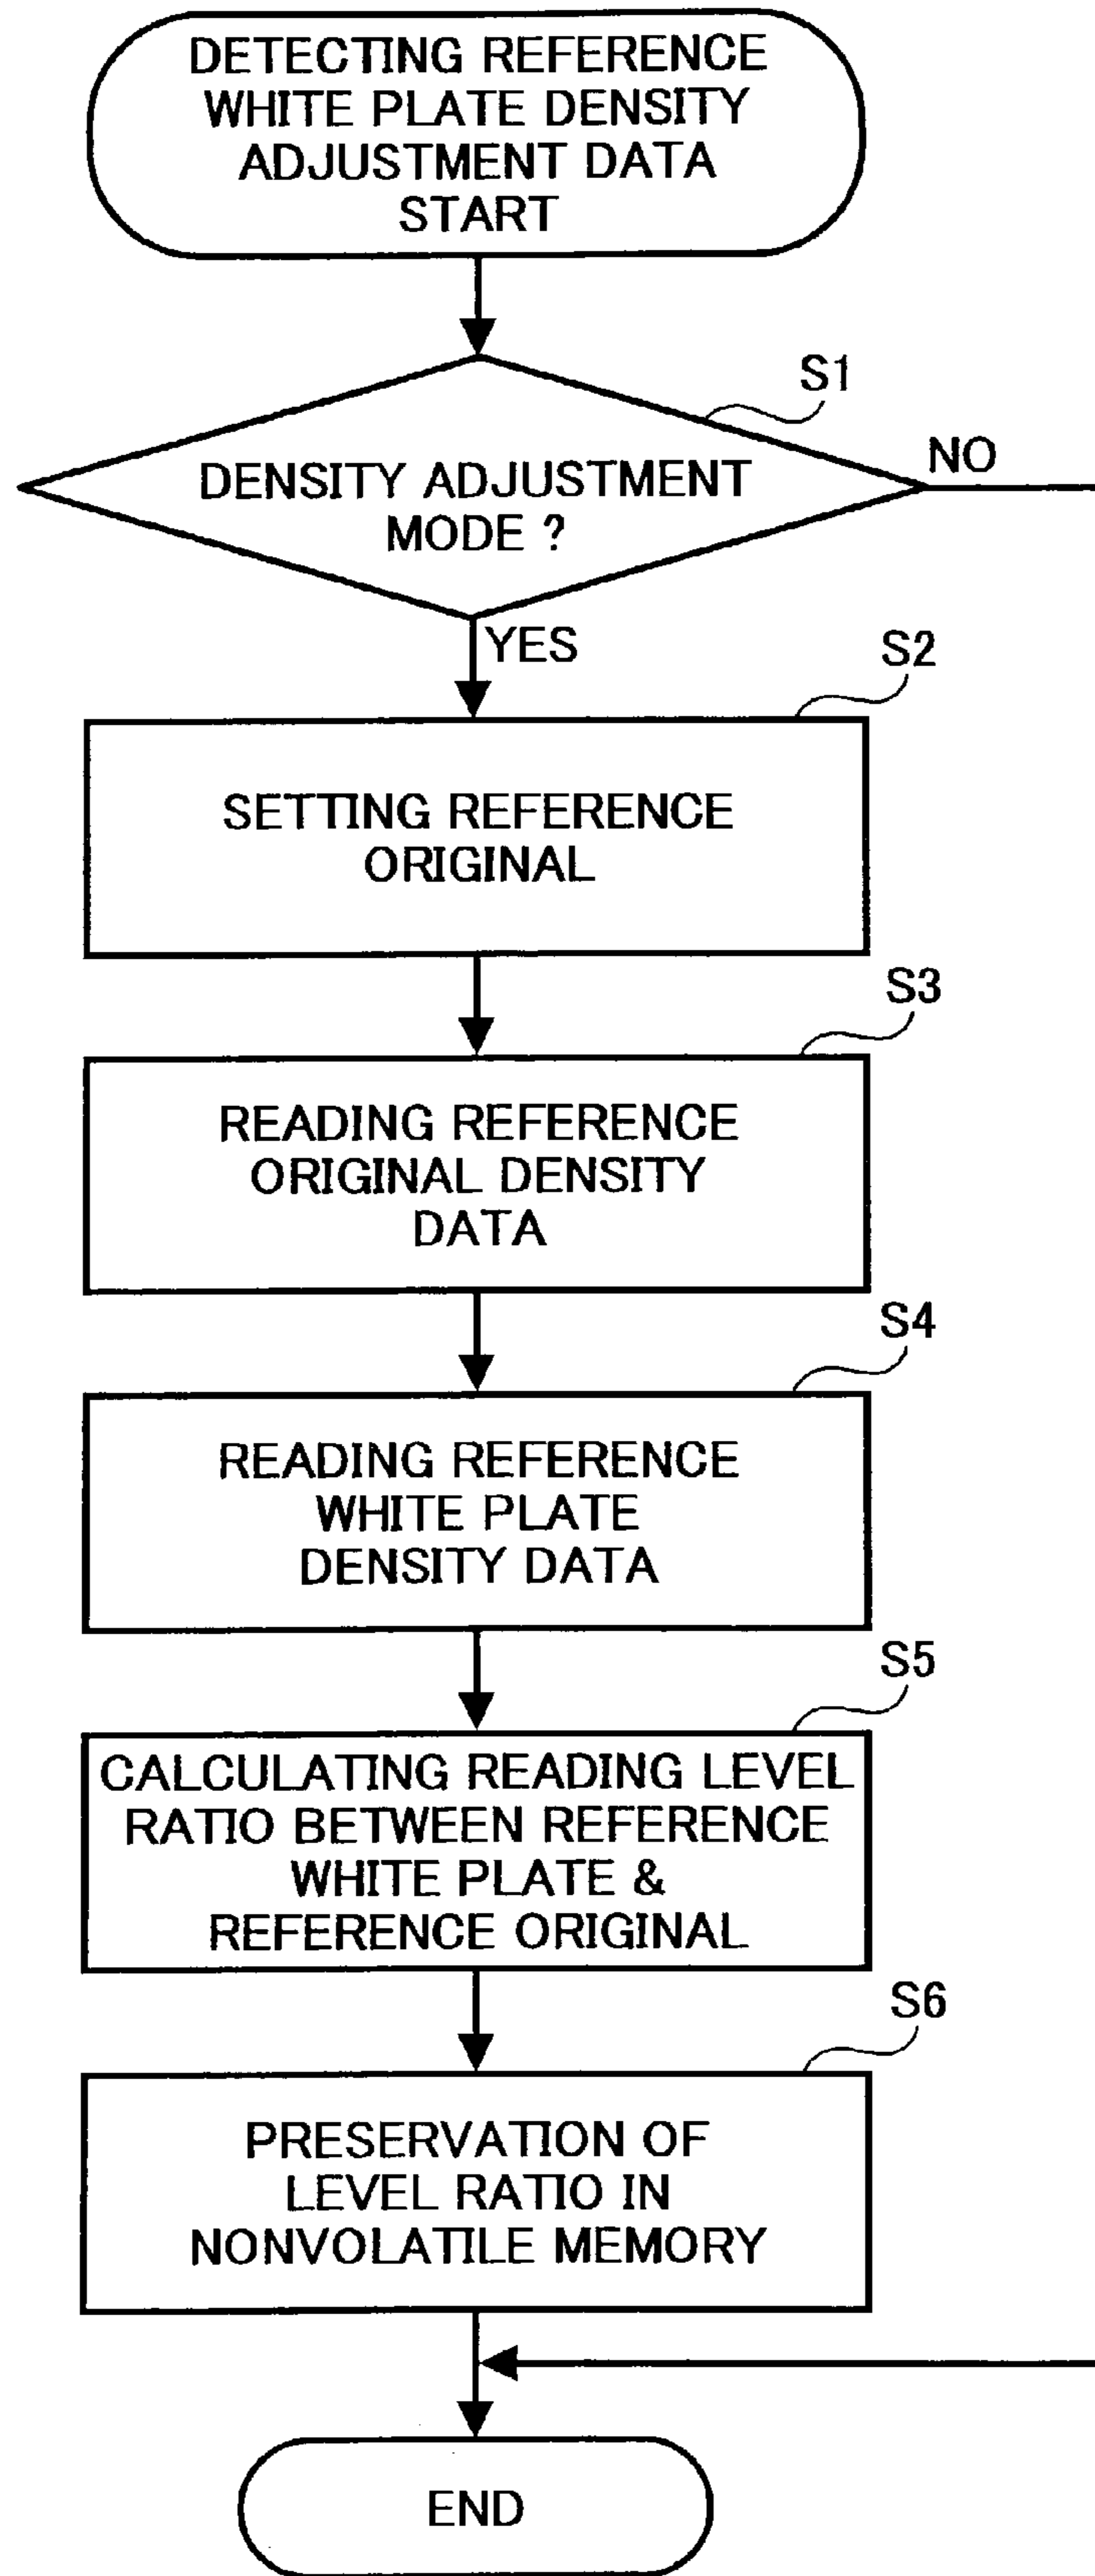 DETECTING REFERENCE
WHITE PLATE DENSITY
ADJUSTMENT DATA
START
S1
DENSITY ADJUSTMENT
MODE ?
NO
YES
S2
SETTING REFERENCE
ORIGINAL
S3
READING REFERENCE
ORIGINAL DENSITY
DATA
S4
READING REFERENCE
WHITE PLATE
DENSITY DATA
S5
CALCULATING READING LEVEL
RATIO BETWEEN REFERENCE
WHITE PLATE &
REFERENCE ORIGINAL
S6
PRESERVATION OF
LEVEL RATIO IN
NONVOLATILE MEMORY
END